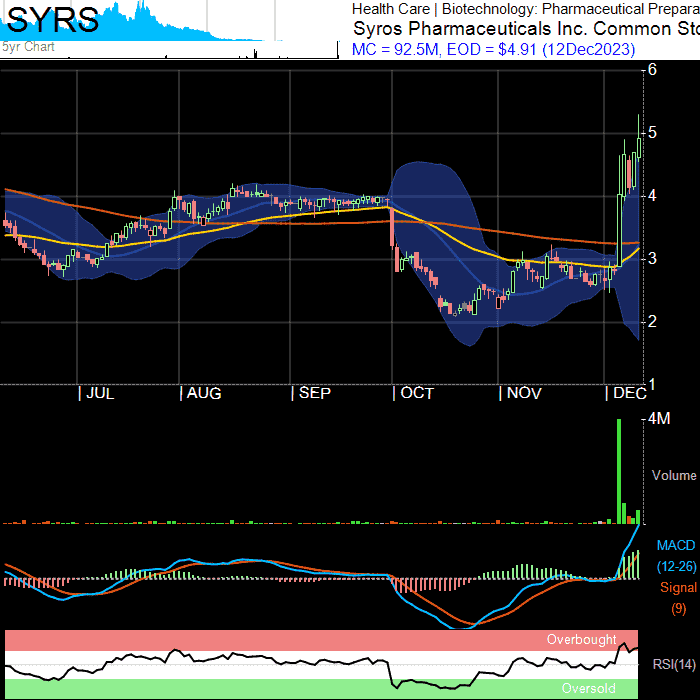 SYRS
5yr Chart
Health Care | Biotechnology: Pharmaceutical Prepara
Syros Pharmaceuticals Inc. Common Sto
MC = 92.5M, EOD = $4.91 (12Dec2023)
6
5
4
3
2
1
| JUL | AUG | SEP | OCT | NOV | DEC
4M
Volume
MACD
(12-26)
Signal
(9)
Overbought
RSI(14)
Oversold